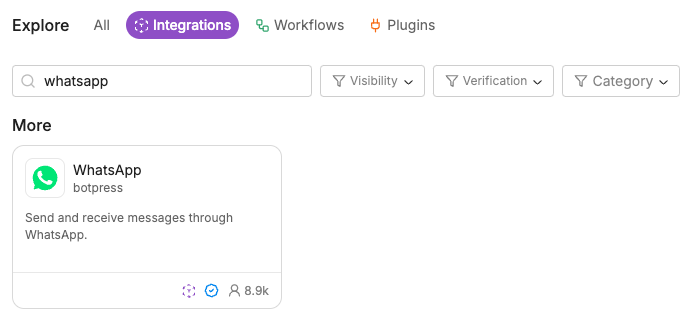 Explore All Integrations Workflows Plugins
whatsapp Visibility Verification Category
More
WhatsApp
botpress
Send and receive messages through
WhatsApp.
8.9k